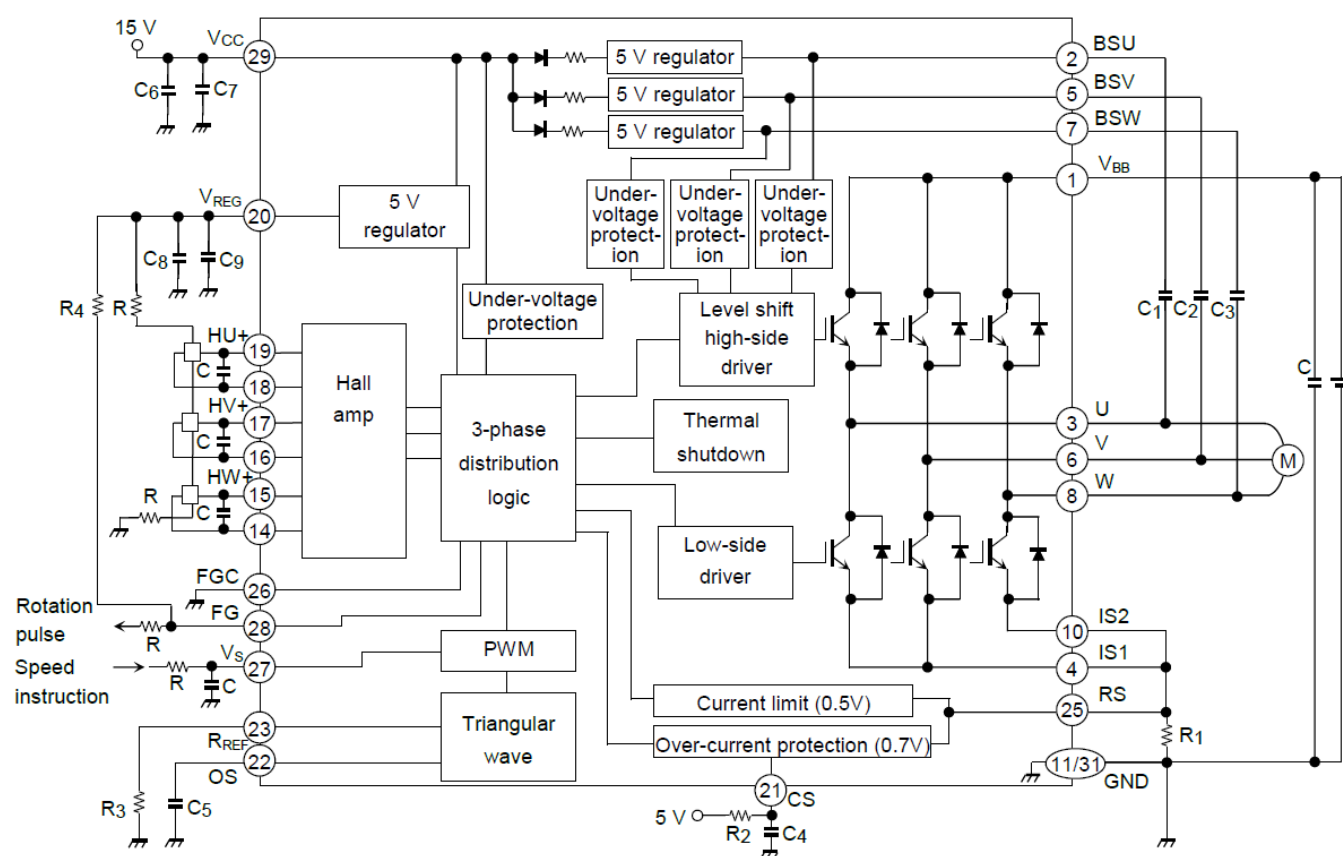 15 V
VCC
29
C6
C7
5 V regulator
2
BSU
5 V regulator
5
BSV
5 V regulator
7
BSW
1
VBB
VREG
20
5 V
regulator
Under-
voltage
protect-
ion
Under-
voltage
protect-
ion
Under-
voltage
protect-
ion
C8
C9
R4
R
Under-voltage
protection
Level shift
high-side
driver
C1
C2
C3
C
HU+
19
C
18
HV+
17
C
16
HW+
15
R
C
14
Hall
amp
3-phase
distribution
logic
Thermal
shutdown
Low-side
driver
3
U
6
V
8
W
M
FGC
26
Rotation
pulse
R
FG
28
Speed
instruction
R
C
VS
27
PWM
10
IS2
4
IS1
Current limit (0.5V)
25
RS
Over-current protection (0.7V)
R1
23
RREF
22
OS
Triangular
wave
11/31
GND
R3
C5
21
CS
5 V
R2
C4